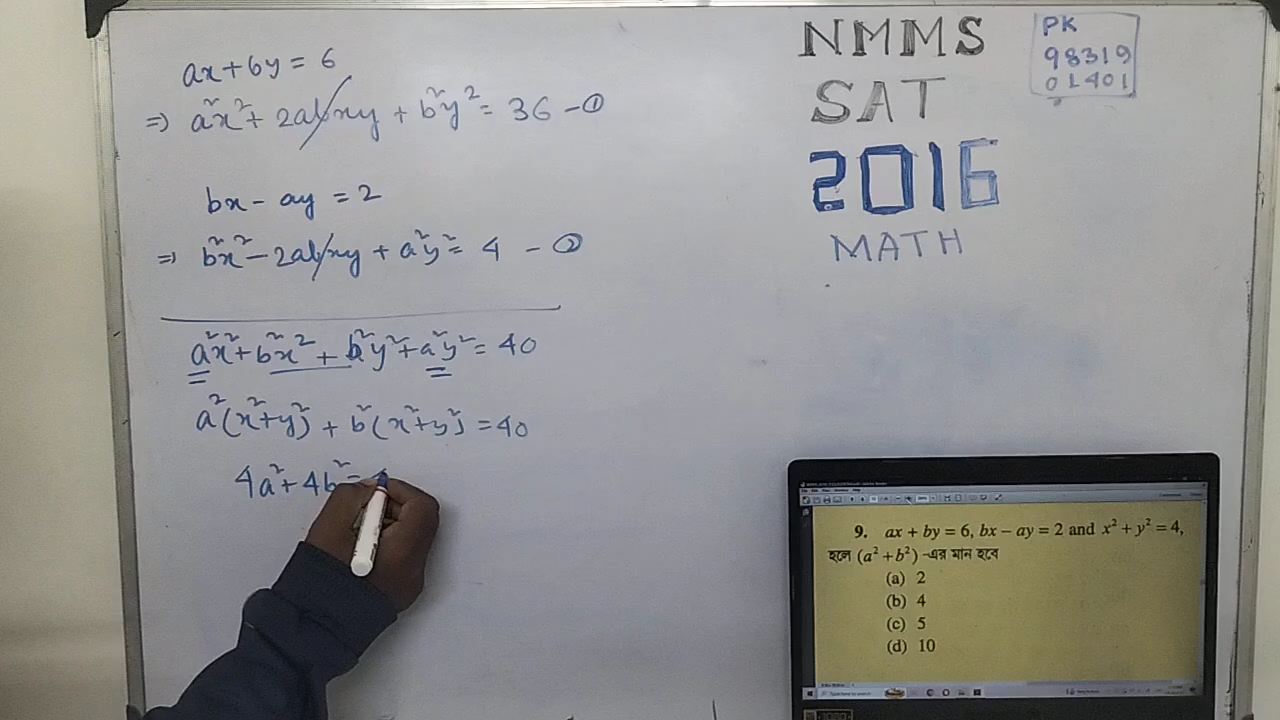 ax + by = 6
⇒ a²x² + 2abxy + b²y² = 36 - ①
bx - ay = 2
⇒ b²x² - 2abxy + a²y² = 4 - ②
a²x² + b²x² + b²y² + a²y² = 40
a²(x²+y²) + b²(x²+y²) = 40
4a² + 4b² =
NMMS
SAT
2016
MATH
PK
98319
01401
9. ax + by = 6, bx – ay = 2 and x² + y² = 4,
হলে (a² + b²) -এর মান হবে
(a) 2
(b) 4
(c) 5
(d) 10